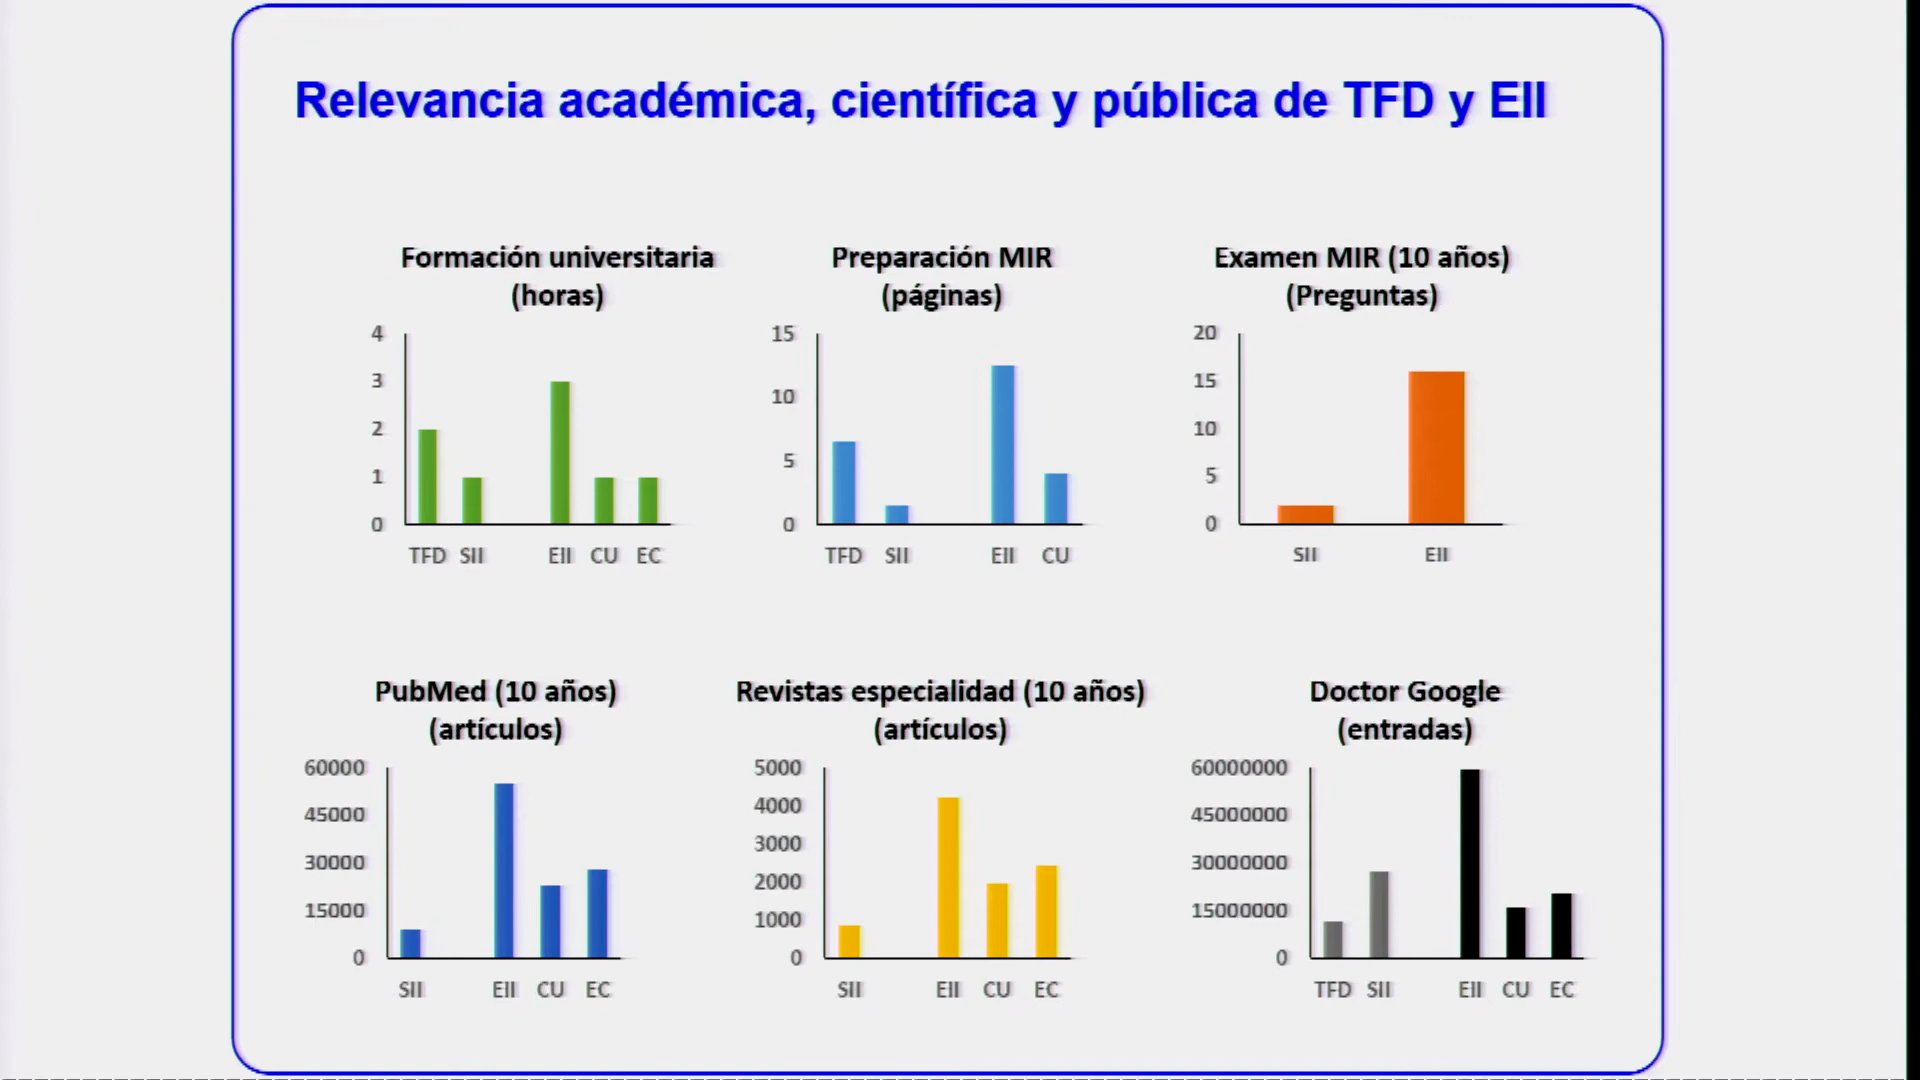 Relevancia académica, científica y pública de TFD y EII
Formación universitaria
(horas)
4
3
2
1
0
TFD SII EII CU EC
Preparación MIR
(páginas)
15
10
5
0
TFD SII EII CU
Examen MIR (10 años)
(Preguntas)
20
15
10
5
0
SII EII
PubMed (10 años)
(artículos)
60000
45000
30000
15000
0
SII EII CU EC
Revistas especialidad (10 años)
(artículos)
5000
4000
3000
2000
1000
0
SII EII CU EC
Doctor Google
(entradas)
60000000
45000000
30000000
15000000
0
TFD SII EII CU EC